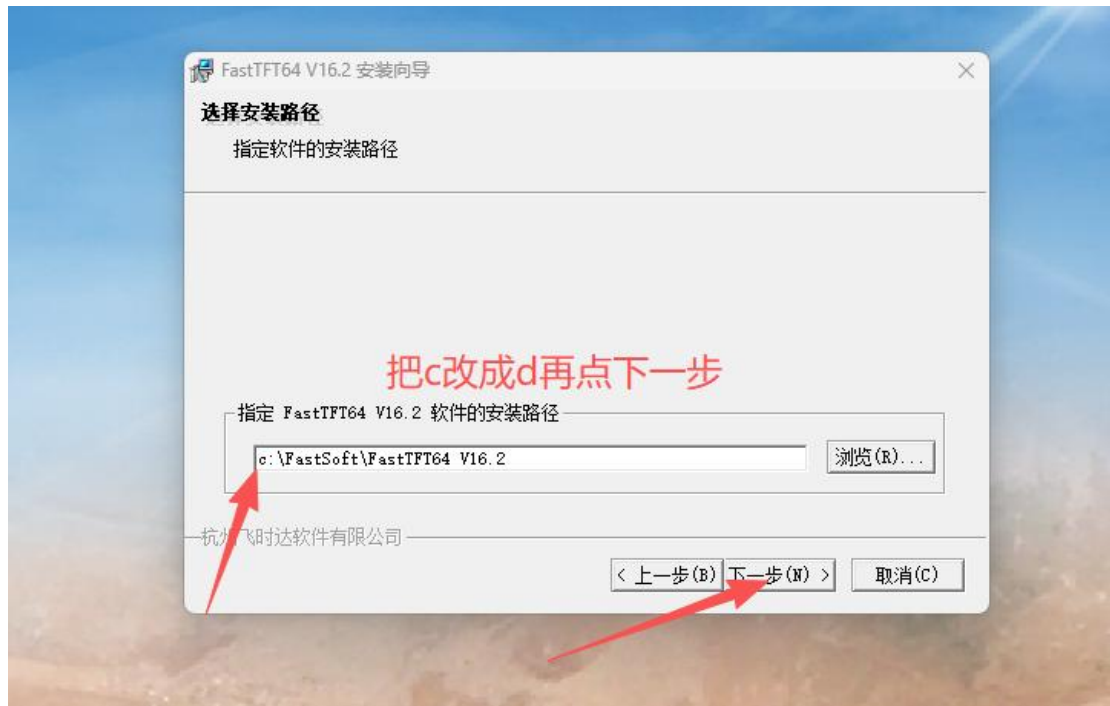 FastTFT64 V16.2 安装向导
选择安装路径
指定软件的安装路径
把c改成d再点下一步
指定 FastTFT64 V16.2 软件的安装路径
c:\FastSoft\FastTFT64 V16.2
浏览(R)...
杭州飞时达软件有限公司
< 上一步(B) 下一步(N) > 取消(C)